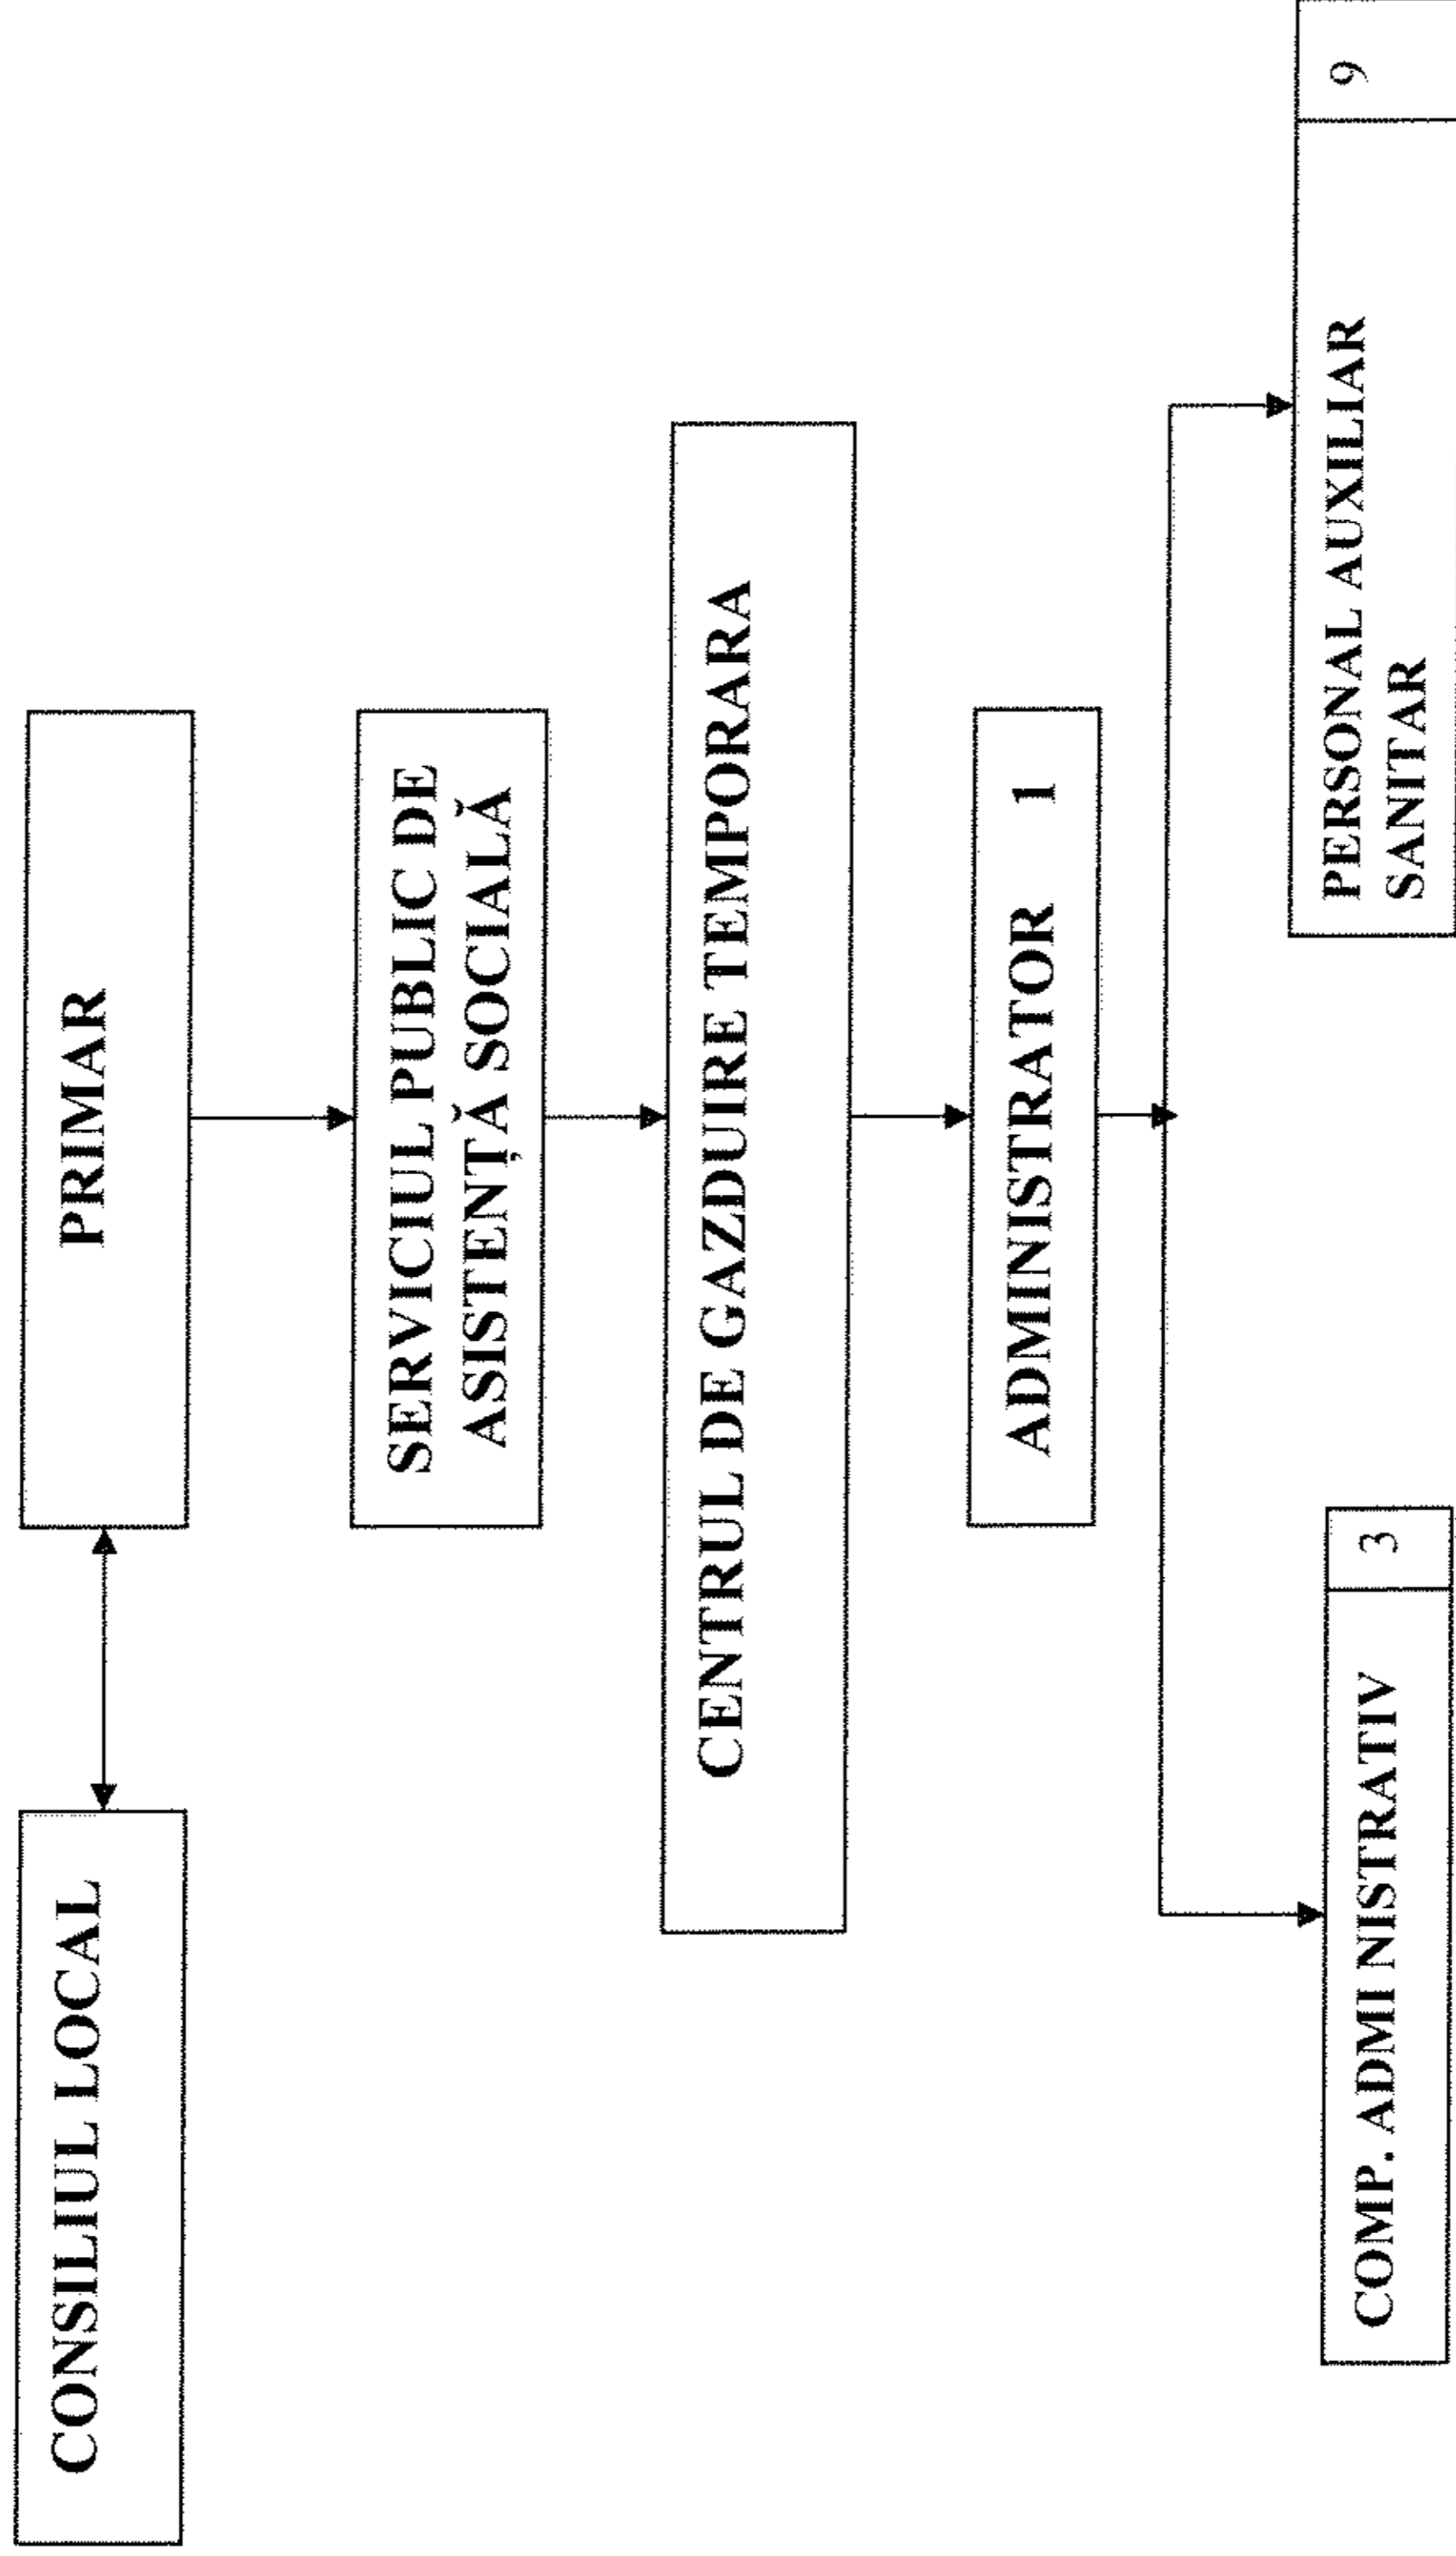 CONSILIUL LOCAL
PRIMAR
SERVICIUL PUBLIC DE
ASISTENȚĂ SOCIALĂ
CENTRUL DE GAZDUIRE TEMPORARA
ADMINISTRATOR 1
COMP. ADMI NISTRATIV 3
PERSONAL AUXILIAR 9
SANITAR